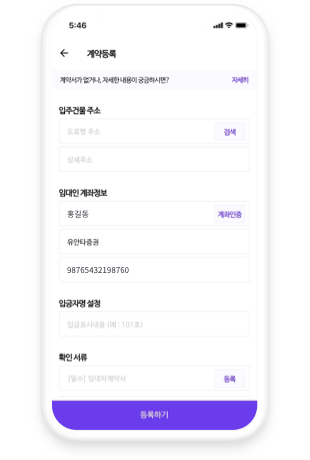 5:46
계약등록
계약서가 없거나, 자세한 내용이 궁금하시면? 자세히
입주건물 주소
도로명 주소 검색
상세주소
임대인 계좌정보
홍길동 계좌인증
유안타증권
98765432198760
입금자명 설정
입금표시내용 (예 : 101호)
확인 서류
(필수) 임대차계약서 등록
등록하기